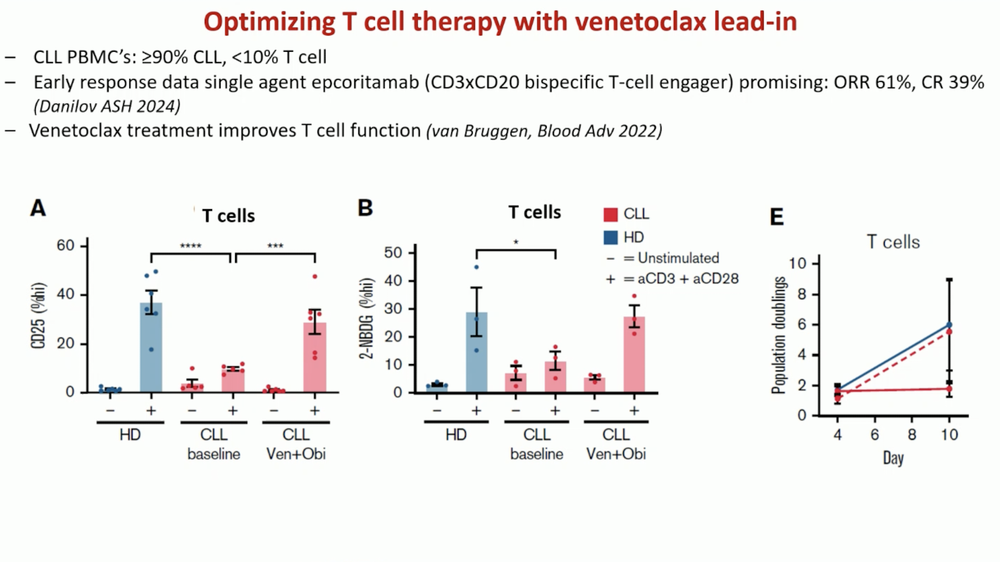 Optimizing T cell therapy with venetoclax lead-in
– CLL PBMC's: ≥90% CLL, <10% T cell
– Early response data single agent epcoritamab (CD3xCD20 bispecific T-cell engager) promising: ORR 61%, CR 39%
(Danilov ASH 2024)
– Venetoclax treatment improves T cell function (van Bruggen, Blood Adv 2022)
A
T cells
CD25 (%hi)
60
40
20
0
****
***
− + − + − +
HD CLL CLL
baseline Ven+Obi
B
T cells
2-NBDG (%hi)
50
40
30
20
10
0
*
− + − + − +
HD CLL CLL
baseline Ven+Obi
CLL
HD
− = Unstimulated
+ = aCD3 + aCD28
E
T cells
Population doublings
10
8
6
4
2
0
4 6 8 10
Day